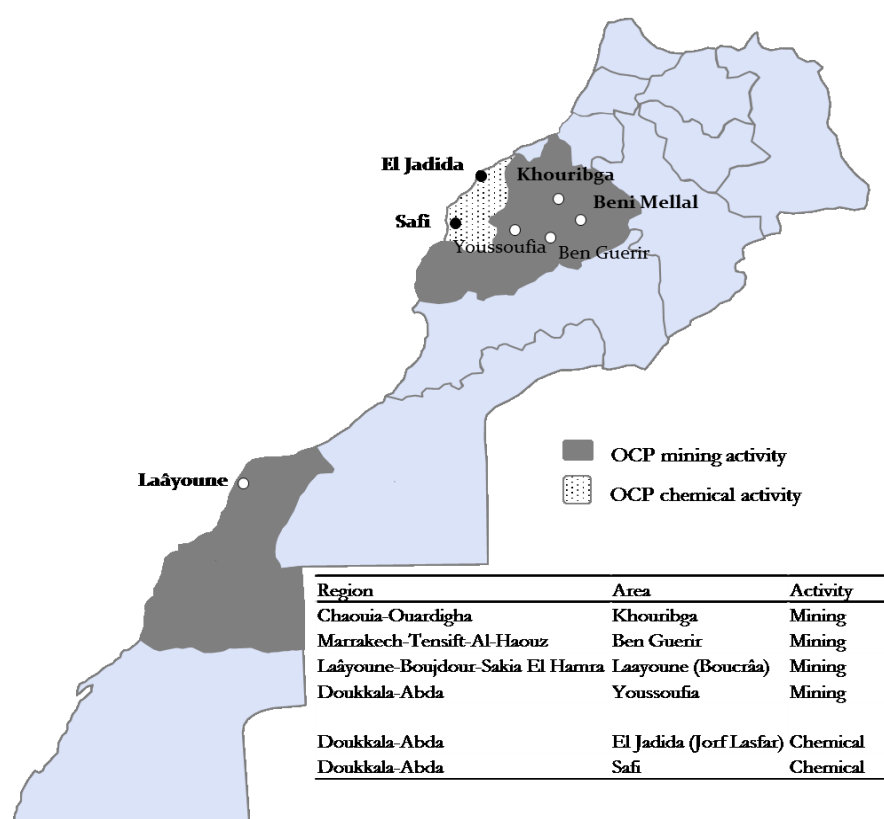 El Jadida
Khouribga
Beni Mellal
Safi
Youssoufia
Ben Guerir
Laâyoune
OCP mining activity
OCP chemical activity
Region Area Activity
Chaouia-Ouardigha Khouribga Mining
Marrakech-Tensift-Al-Haouz Ben Guerir Mining
Laâyoune-Boujdour-Sakia El Hamra Laayoune (Boucrâa) Mining
Doukkala-Abda Youssoufia Mining
Doukkala-Abda El Jadida (Jorf Lasfar) Chemical
Doukkala-Abda Safi Chemical